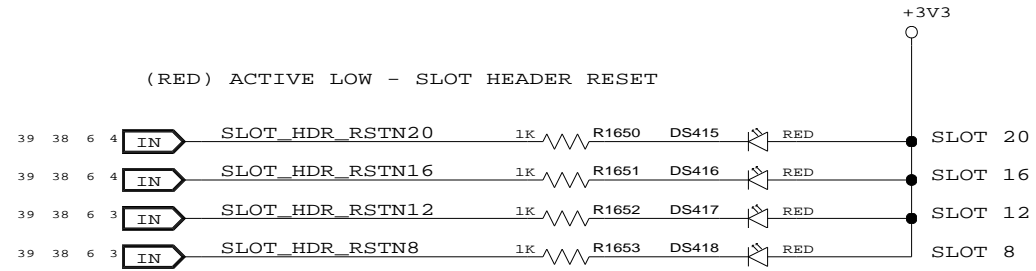 +3V3
(RED) ACTIVE LOW - SLOT HEADER RESET
39 38 6 4 IN SLOT_HDR_RSTN20 1K R1650 DS415 RED SLOT 20
39 38 6 4 IN SLOT_HDR_RSTN16 1K R1651 DS416 RED SLOT 16
39 38 6 3 IN SLOT_HDR_RSTN12 1K R1652 DS417 RED SLOT 12
39 38 6 3 IN SLOT_HDR_RSTN8 1K R1653 DS418 RED SLOT 8